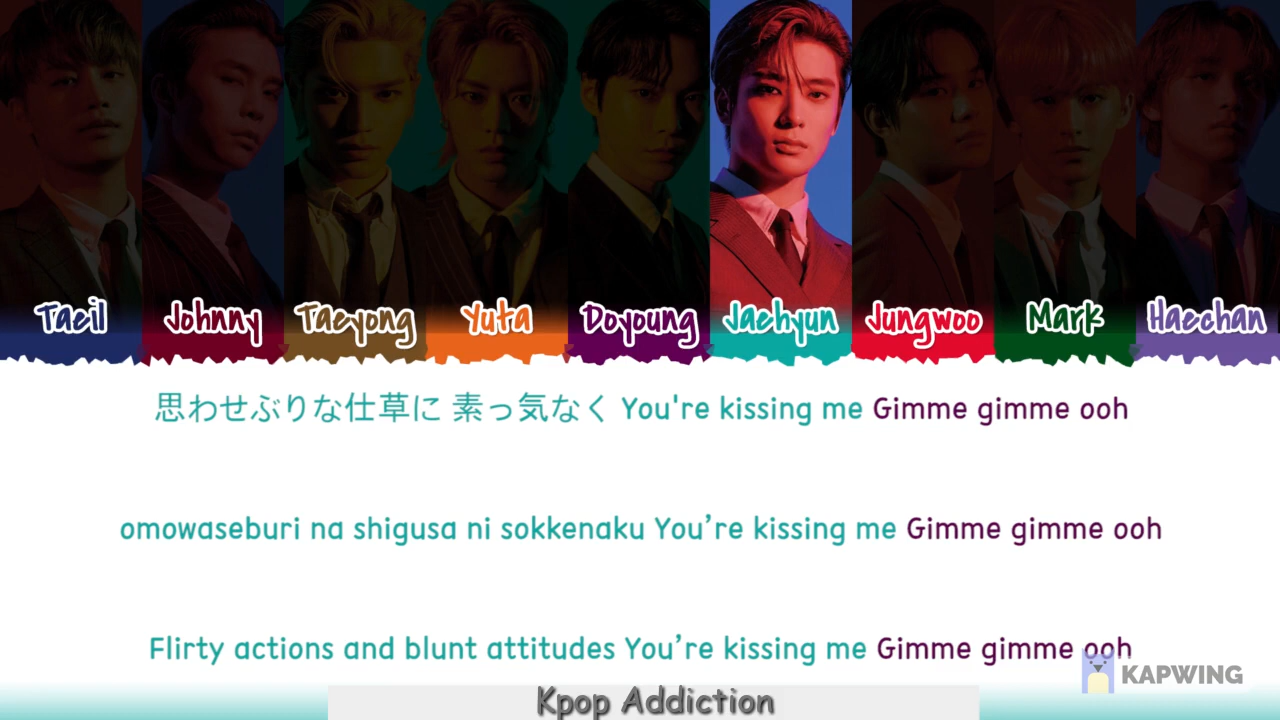 Taeil Johnny Taeyong Yuta Doyoung Jaehyun Jungwoo Mark Haechan
思わせぶりな仕草に 素っ気なく You're kissing me Gimme gimme ooh
omowaseburi na shigusa ni sokkenaku You’re kissing me Gimme gimme ooh
Flirty actions and blunt attitudes You’re kissing me Gimme gimme ooh
KAPWING
Kpop Addiction